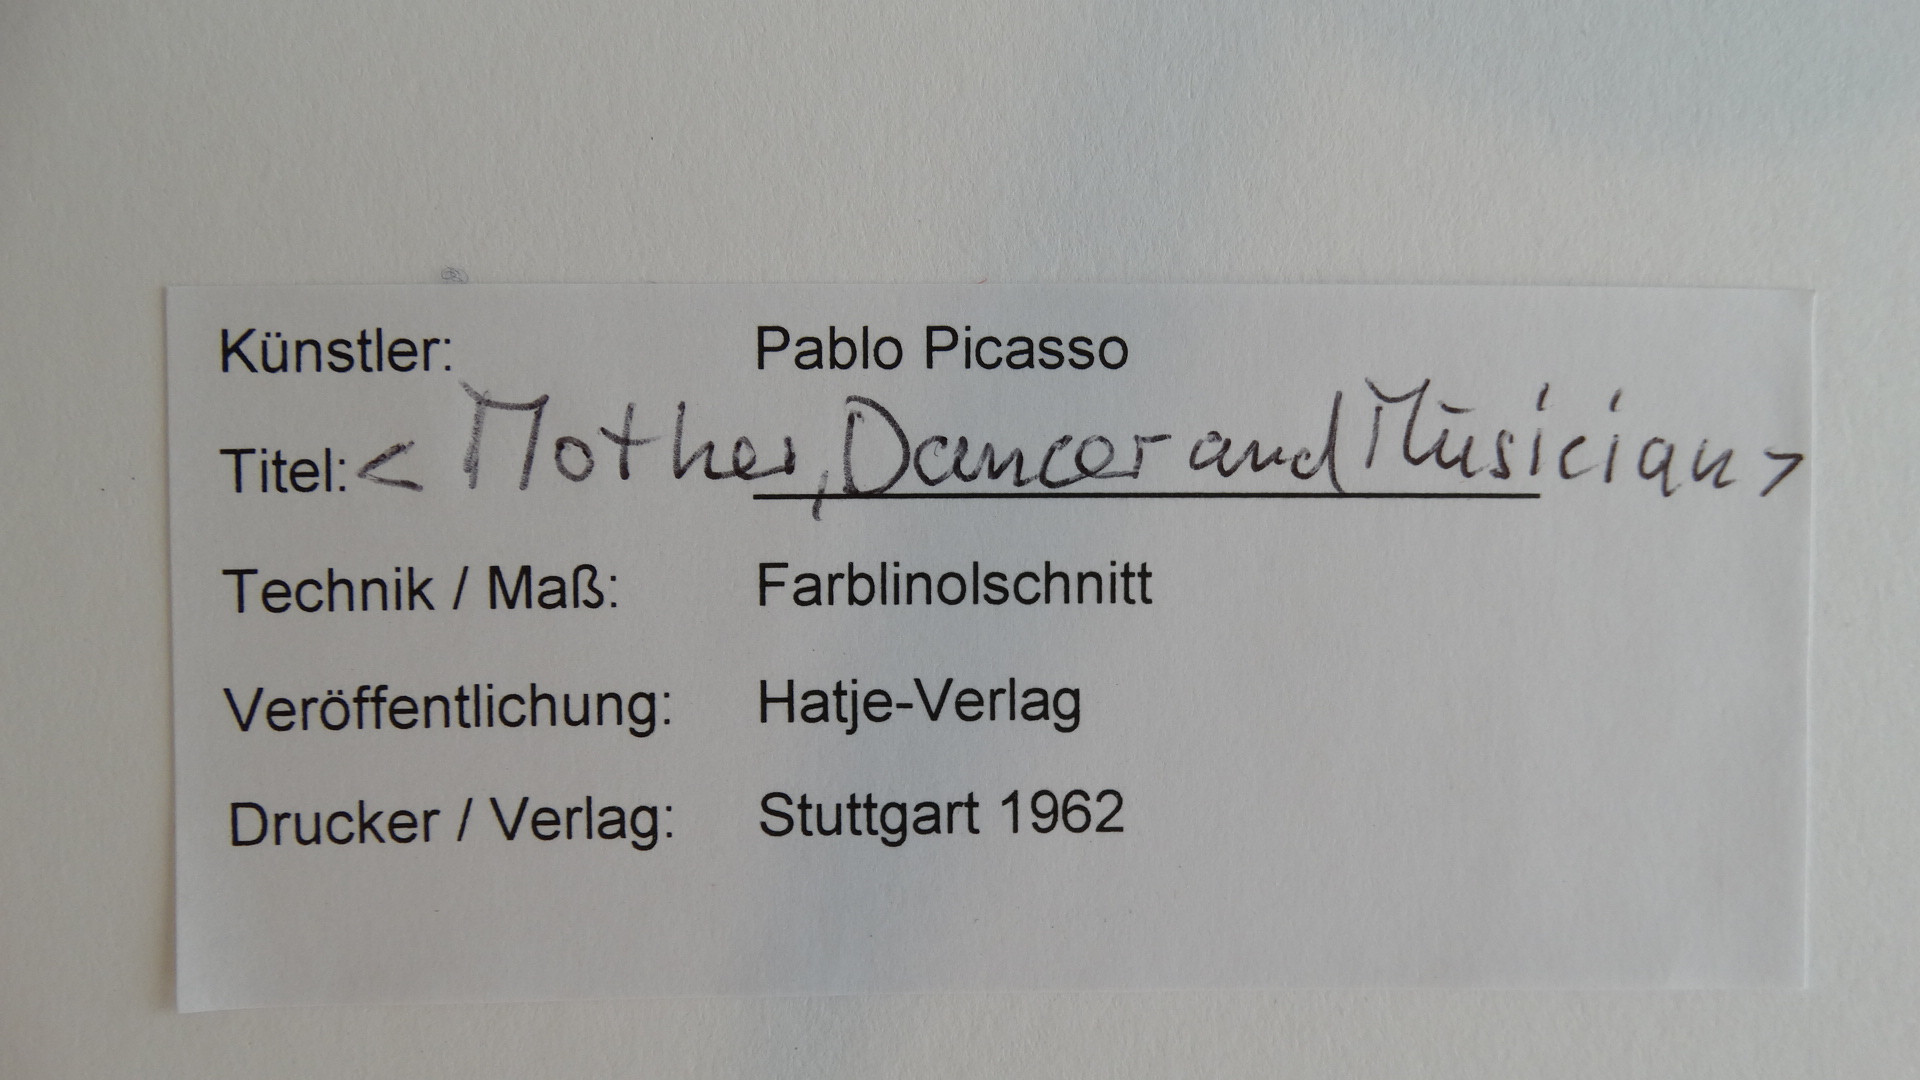 Künstler: Pablo Picasso
Titel: < Mother, Dancer and Musician >
Technik / Maß: Farblinolschnitt
Veröffentlichung: Hatje-Verlag
Drucker / Verlag: Stuttgart 1962